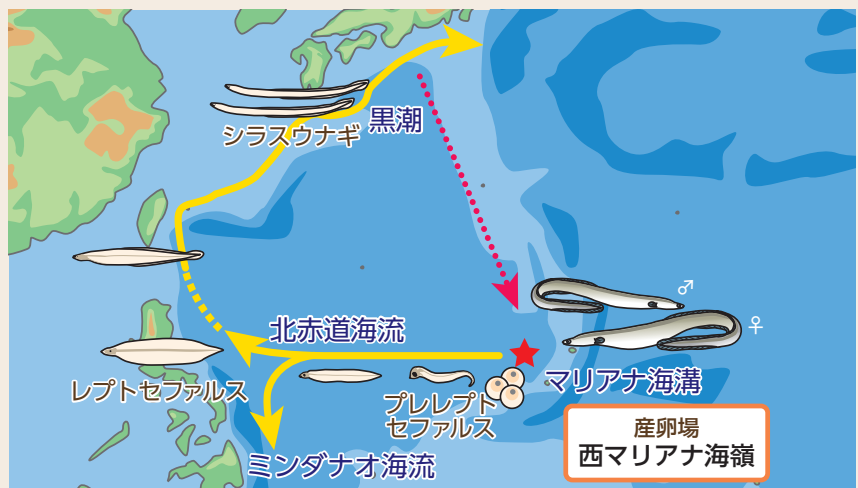 シラスウナギ
黒潮
♂
♀
北赤道海流
レプトセファルス
プレレプト
セファルス
マリアナ海溝
ミンダナオ海流
産卵場
西マリアナ海嶺